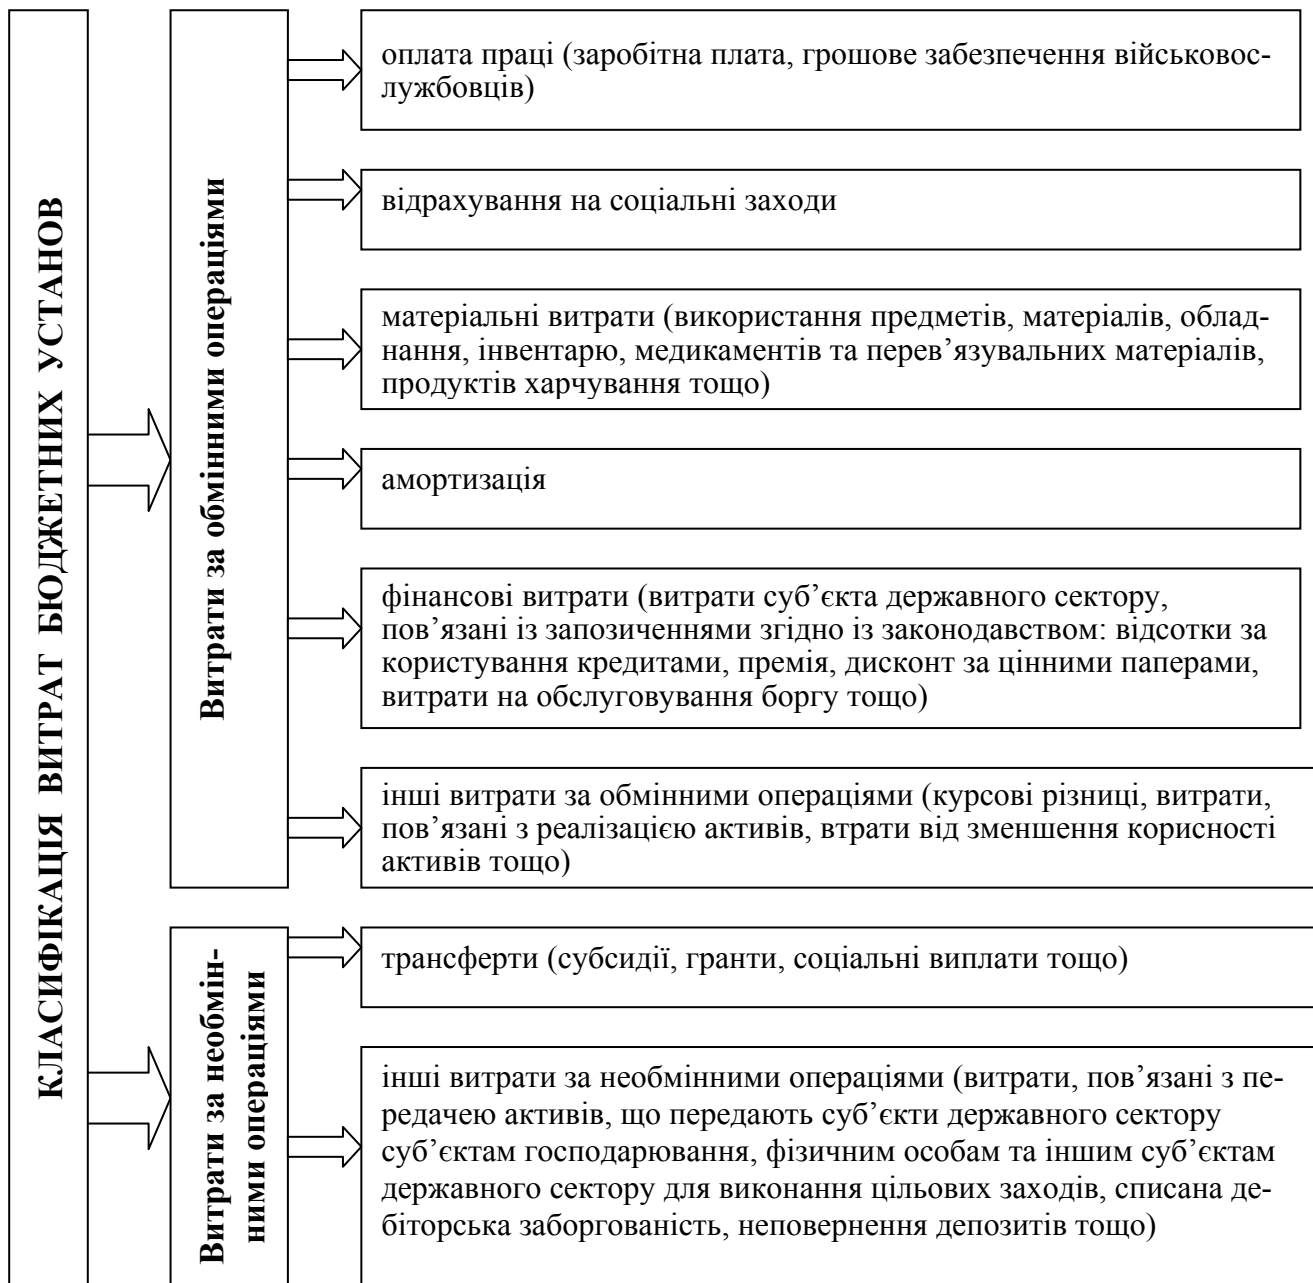 КЛАСИФІКАЦІЯ ВИТРАТ БЮДЖЕТНИХ УСТАНОВ
Витрати за обмінними операціями
оплата праці (заробітна плата, грошове забезпечення військовос-
лужбовців)
відрахування на соціальні заходи
матеріальні витрати (використання предметів, матеріалів, облад-
нання, інвентарю, медикаментів та перев’язувальних матеріалів,
продуктів харчування тощо)
амортизація
фінансові витрати (витрати суб’єкта державного сектору,
пов’язані із запозиченнями згідно із законодавством: відсотки за
користування кредитами, премія, дисконт за цінними паперами,
витрати на обслуговування боргу тощо)
інші витрати за обмінними операціями (курсові різниці, витрати,
пов’язані з реалізацією активів, втрати від зменшення корисності
активів тощо)
Витрати за необмін-
ними операціями
трансферти (субсидії, гранти, соціальні виплати тощо)
інші витрати за необмінними операціями (витрати, пов’язані з пе-
редачею активів, що передають суб’єкти державного сектору
суб’єктам господарювання, фізичним особам та іншим суб’єктам
державного сектору для виконання цільових заходів, списана де-
біторська заборгованість, неповернення депозитів тощо)